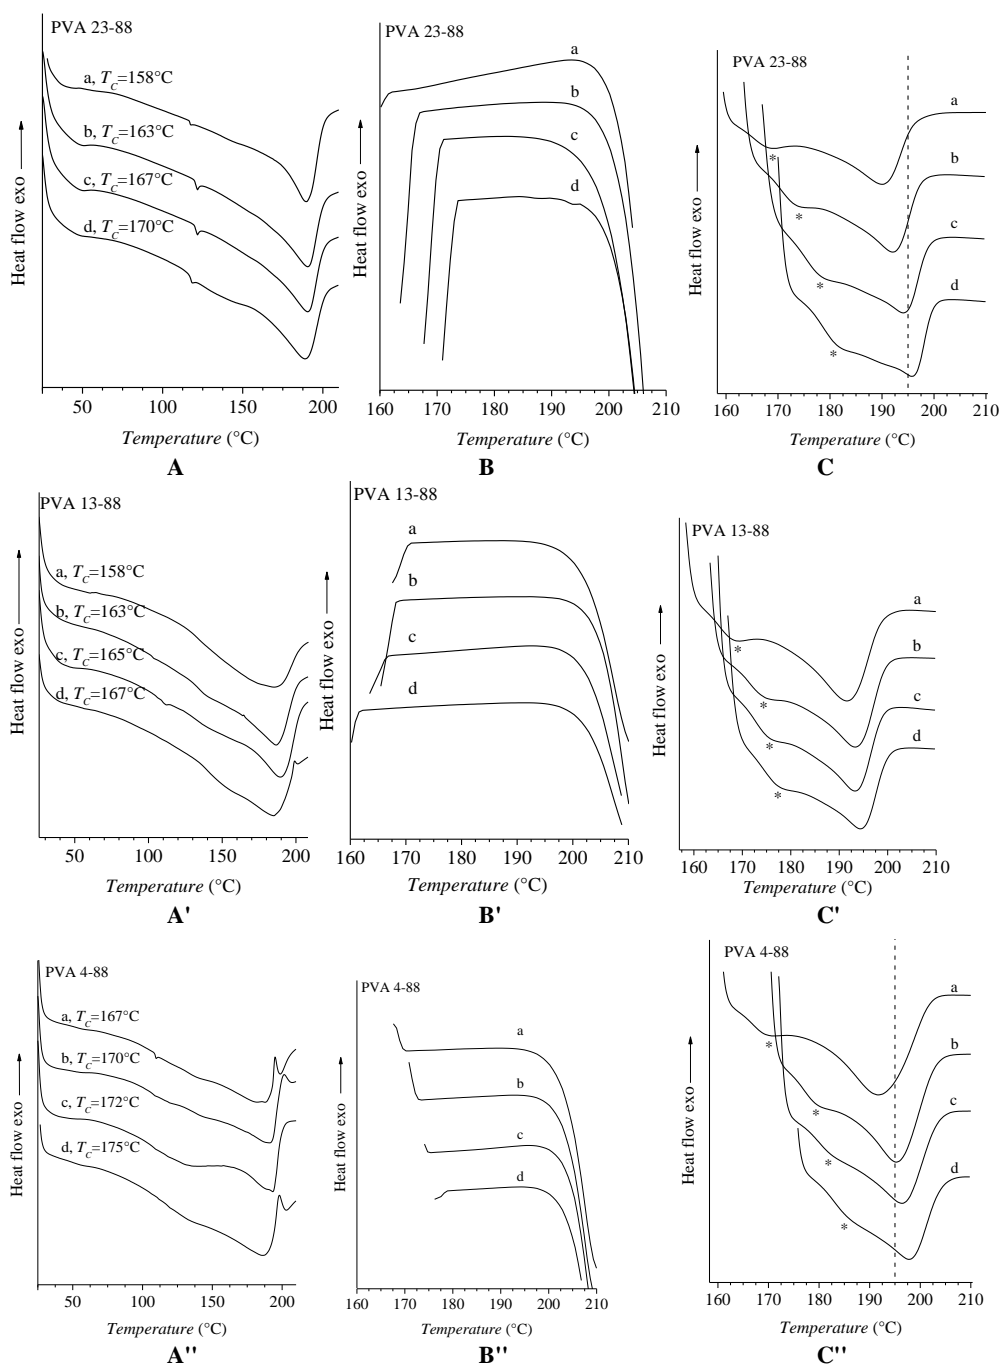 PVA 23-88
a, T_C=158°C
b, T_C=163°C
c, T_C=167°C
d, T_C=170°C
Heat flow exo
50 100 150 200
Temperature (°C)
A
PVA 23-88
a
b
c
d
Heat flow exo
160 170 180 190 200 210
Temperature (°C)
B
PVA 23-88
a
b
c
d
*
*
*
*
Heat flow exo
160 170 180 190 200 210
Temperature (°C)
C
PVA 13-88
a, T_C=158°C
b, T_C=163°C
c, T_C=165°C
d, T_C=167°C
Heat flow exo
50 100 150 200
Temperature (°C)
A'
PVA 13-88
a
b
c
d
Heat flow exo
160 170 180 190 200 210
Temperature (°C)
B'
PVA 13-88
a
b
c
d
*
*
*
*
Heat flow exo
160 170 180 190 200 210
Temperature (°C)
C'
PVA 4-88
a, T_C=167°C
b, T_C=170°C
c, T_C=172°C
d, T_C=175°C
Heat flow exo
50 100 150 200
Temperature (°C)
A''
PVA 4-88
a
b
c
d
Heat flow exo
160 170 180 190 200 210
Temperature (°C)
B''
PVA 4-88
a
b
c
d
*
*
*
*
Heat flow exo
160 170 180 190 200 210
Temperature (°C)
C''